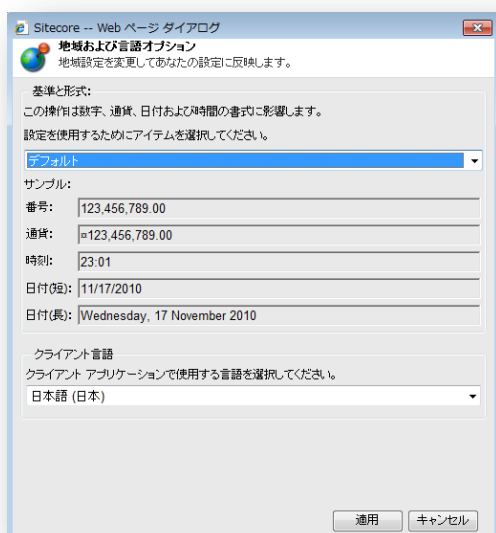 Sitecore -- Web ページ ダイアログ
地域および言語オプション
地域設定を変更してあなたの設定に反映します。
基準と形式:
この操作は数字、通貨、日付および時間の書式に影響します。
設定を使用するためにアイテムを選択してください。
デフォルト
サンプル:
番号: 123,456,789.00
通貨: ¤123,456,789.00
時刻: 23:01
日付(短): 11/17/2010
日付(長): Wednesday, 17 November 2010
クライアント言語
クライアント アプリケーションで使用する言語を選択してください。
日本語 (日本)
適用 キャンセル